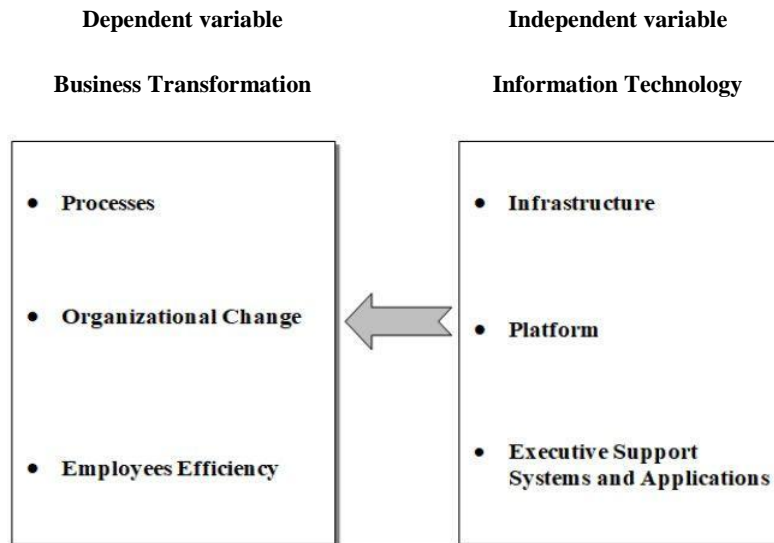 Dependent variable
Business Transformation
• Processes
• Organizational Change
• Employees Efficiency
Independent variable
Information Technology
• Infrastructure
• Platform
• Executive Support
Systems and Applications